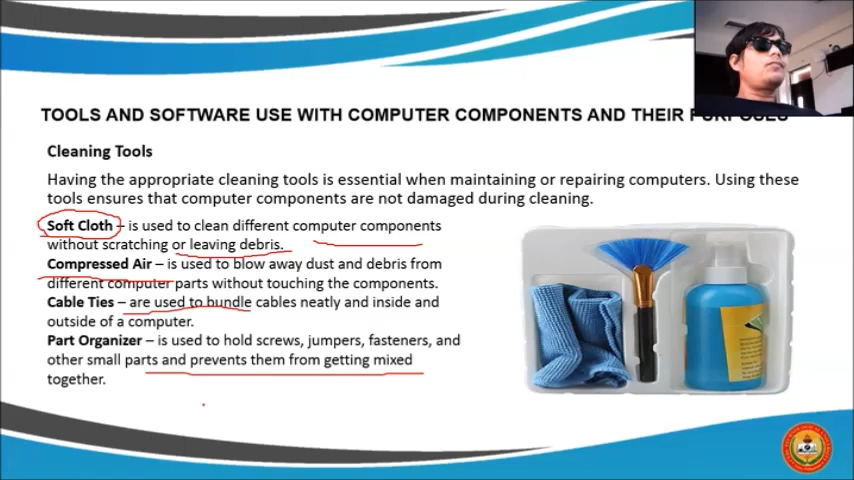 TOOLS AND SOFTWARE USE WITH COMPUTER COMPONENTS AND THEIR PURPOSES
Cleaning Tools
Having the appropriate cleaning tools is essential when maintaining or repairing computers. Using these
tools ensures that computer components are not damaged during cleaning.
Soft Cloth – is used to clean different computer components
without scratching or leaving debris.
Compressed Air – is used to blow away dust and debris from
different computer parts without touching the components.
Cable Ties – are used to bundle cables neatly and inside and
outside of a computer.
Part Organizer – is used to hold screws, jumpers, fasteners, and
other small parts and prevents them from getting mixed
together.